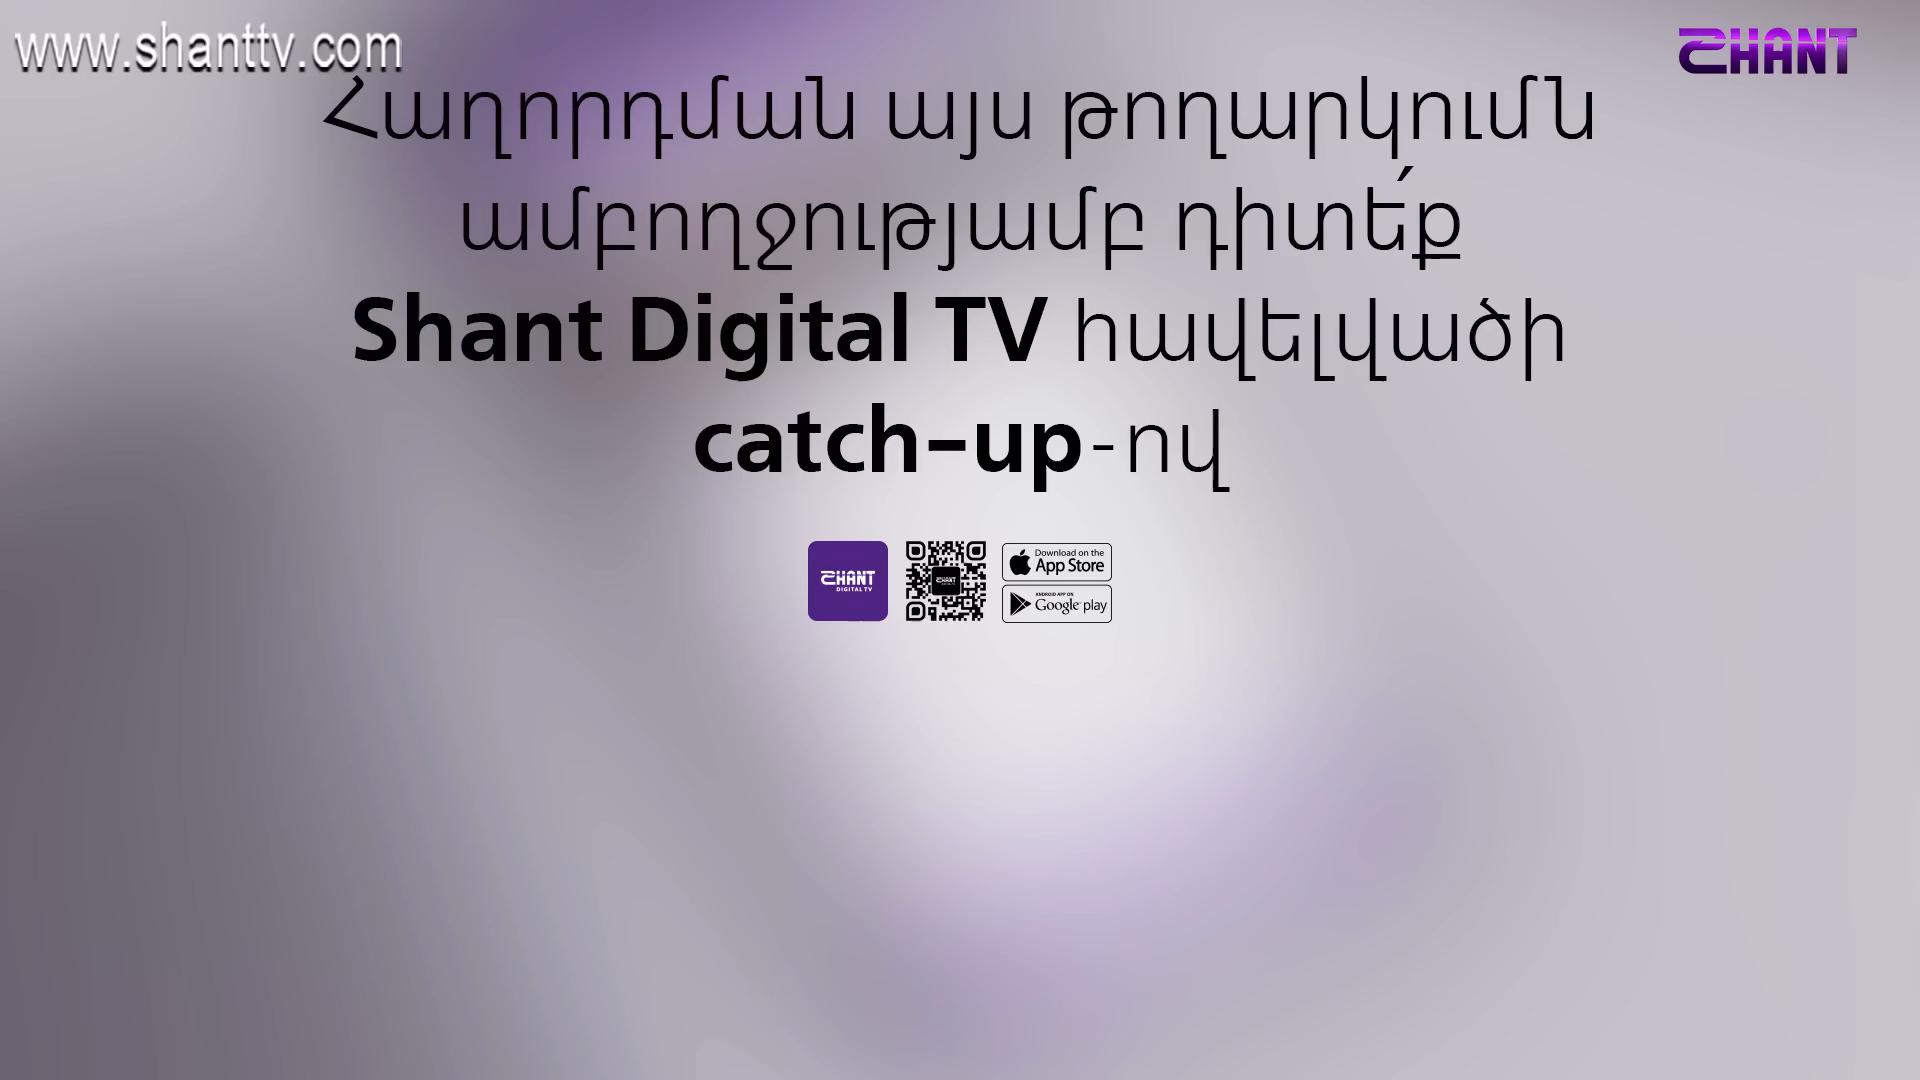 www.shanttv.com
SHANT
Հաղորդման այս թողարկումն
ամբողջությամբ դիտե՛ք
Shant Digital TV հավելվածի
catch-up-ով
SHANT
DIGITAL TV
Download on the
App Store
ANDROID APP ON
Google play